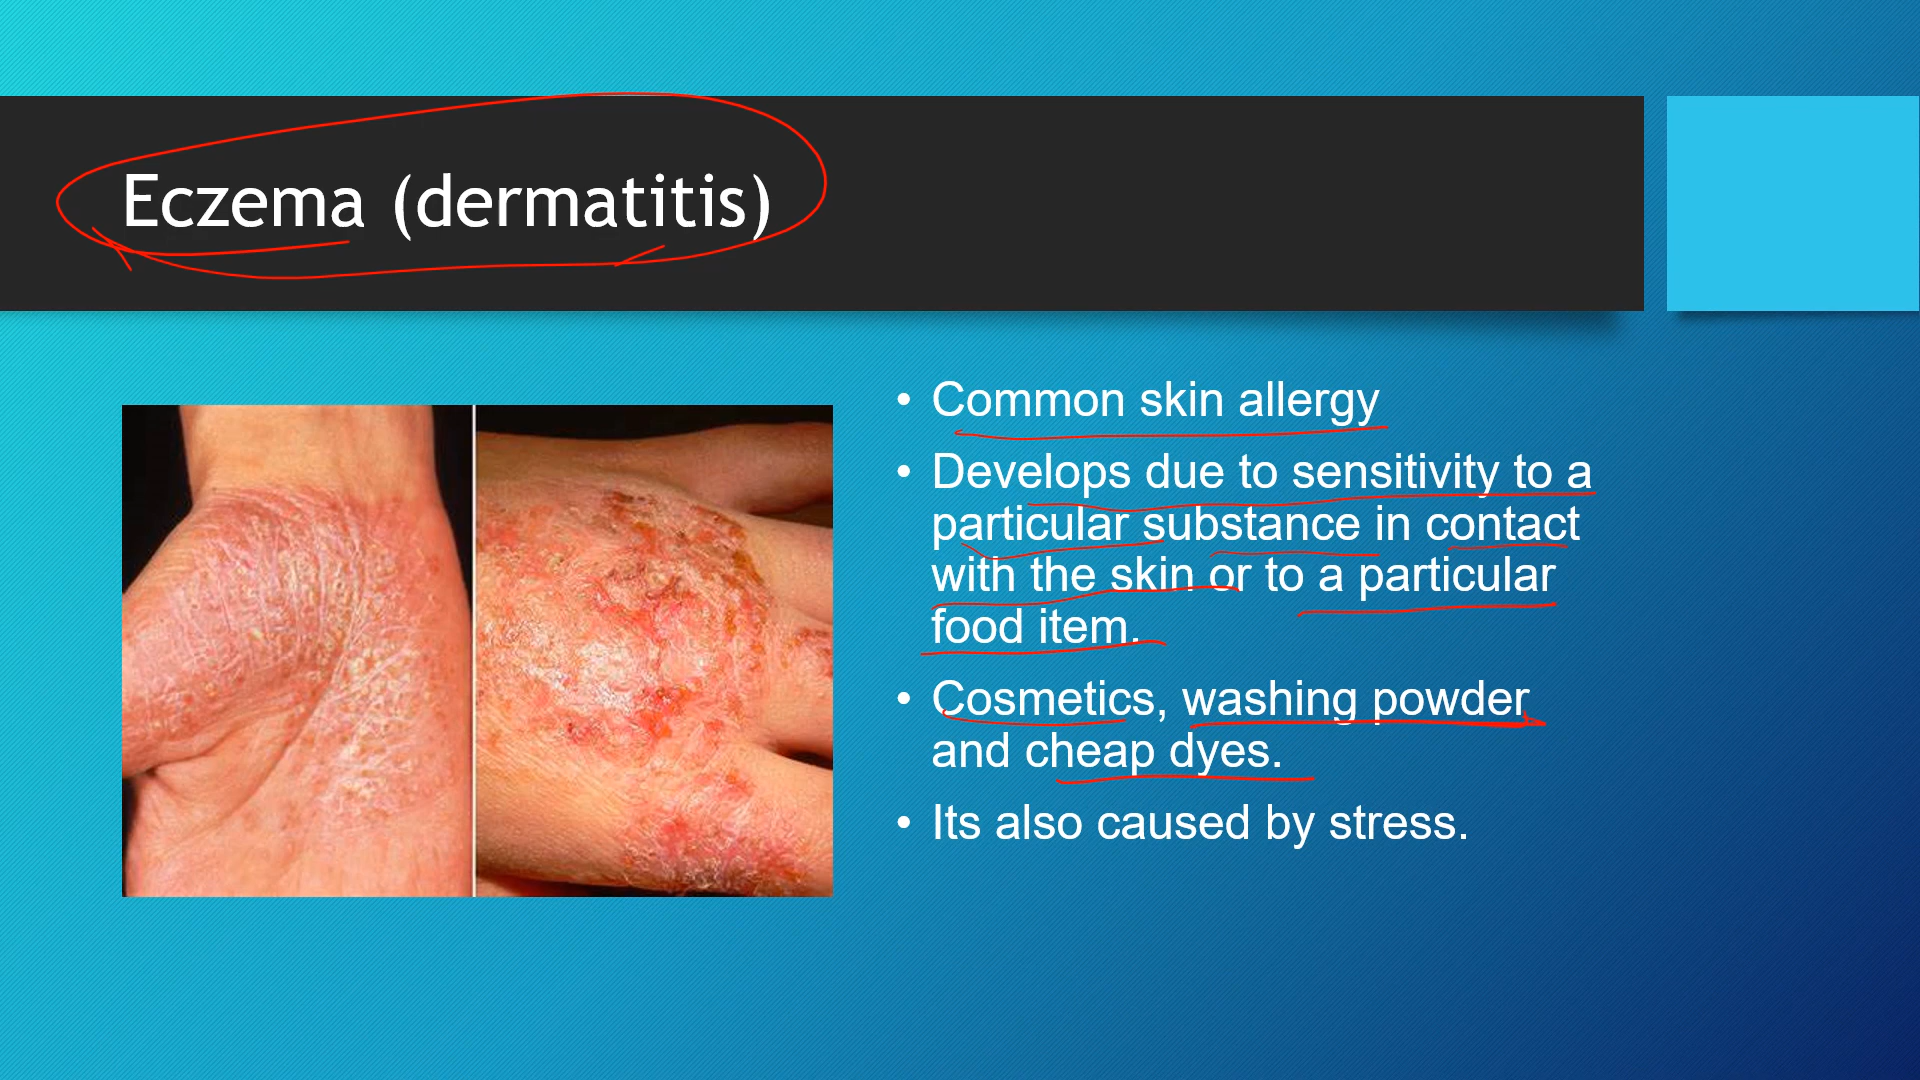 Eczema (dermatitis)
• Common skin allergy
• Develops due to sensitivity to a
particular substance in contact
with the skin or to a particular
food item.
• Cosmetics, washing powder
and cheap dyes.
• Its also caused by stress.